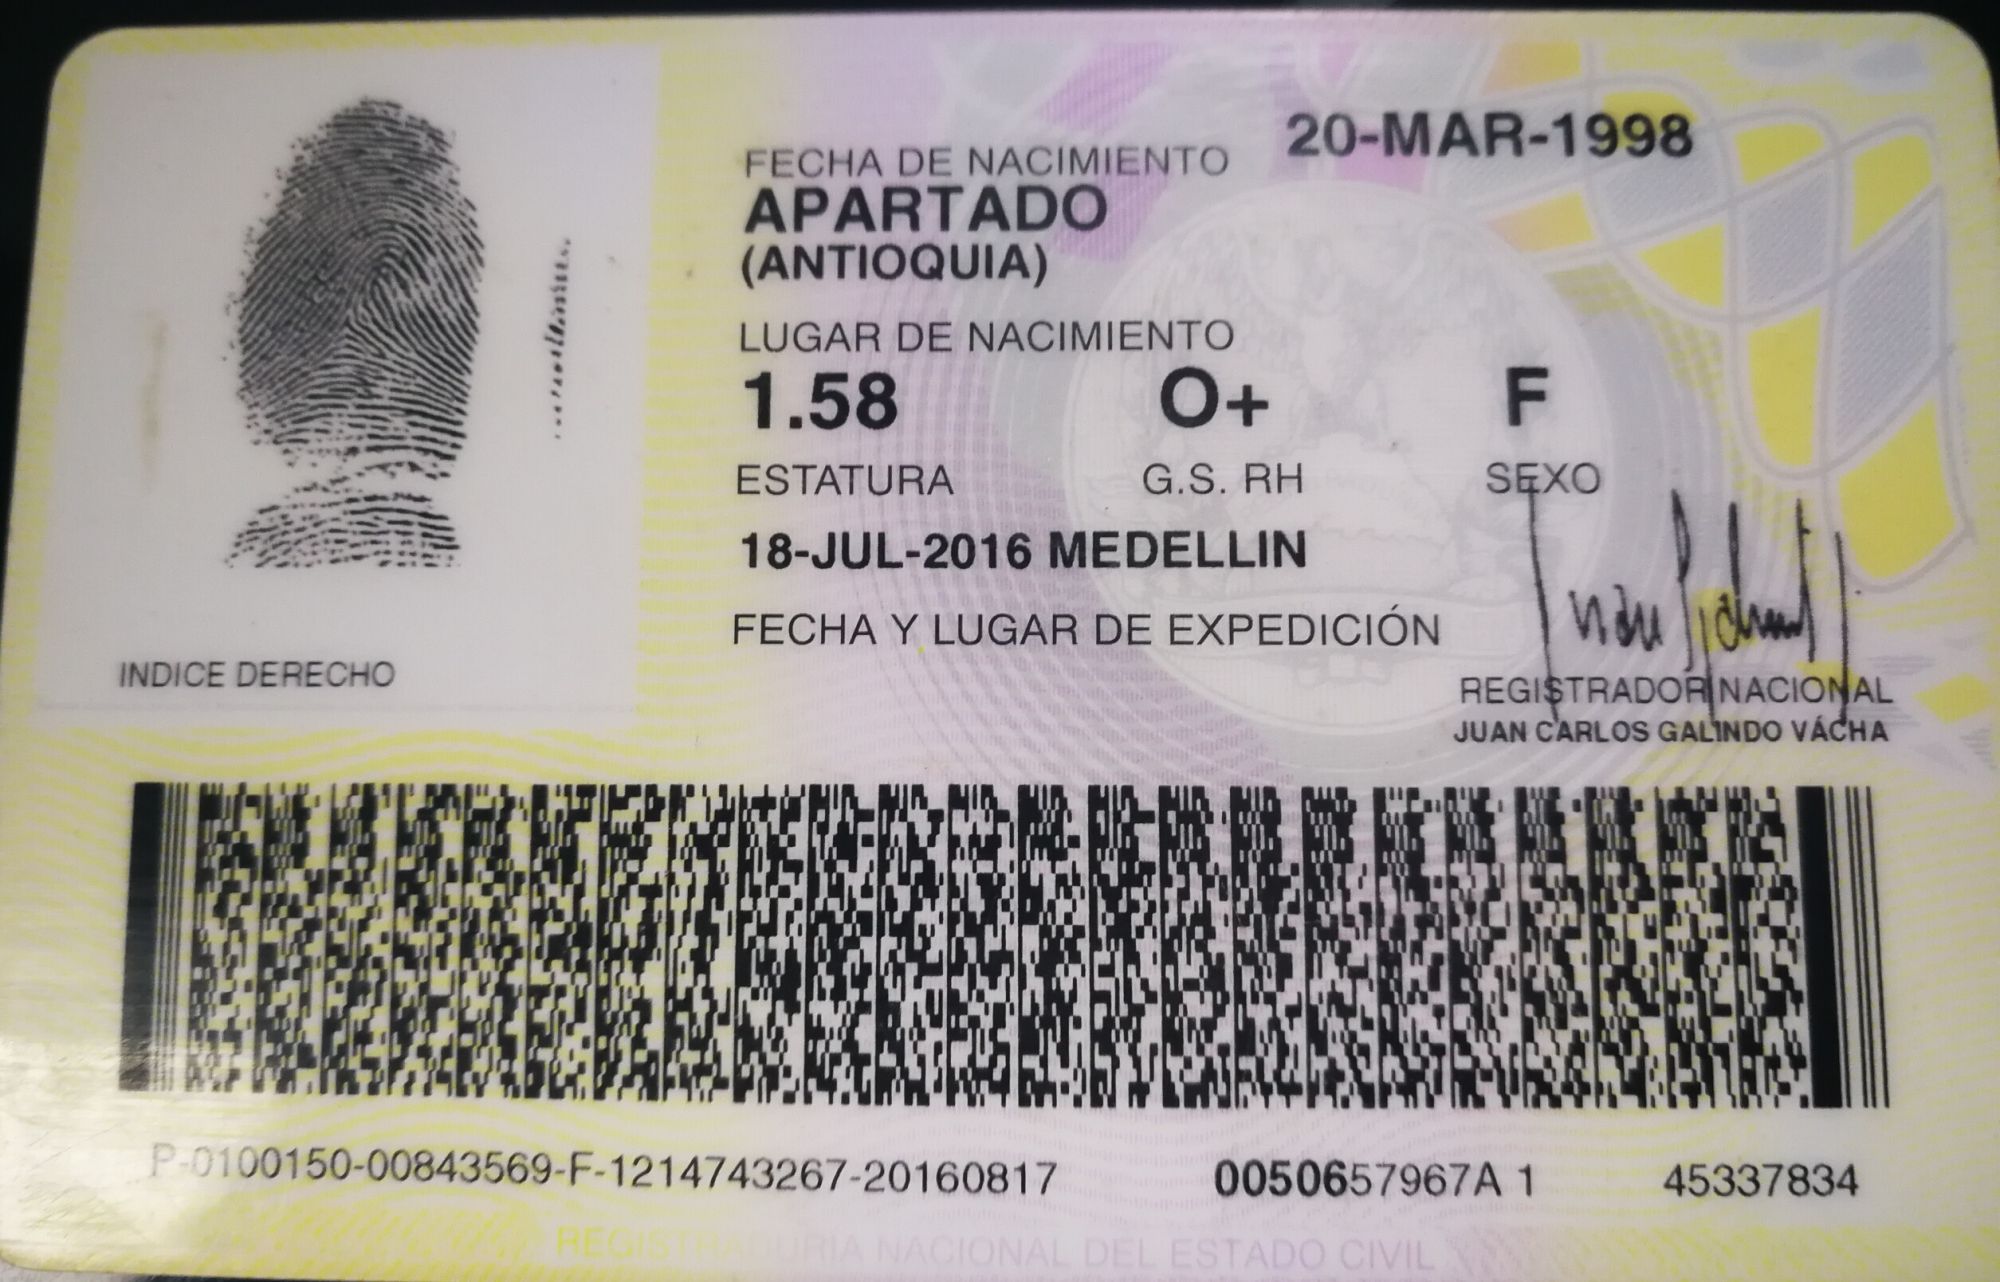 20-MAR-1998
FECHA DE NACIMIENTO
APARTADO
(ANTIOQUIA)
LUGAR DE NACIMIENTO
1.58 O+ F
ESTATURA G.S. RH SEXO
18-JUL-2016 MEDELLIN
FECHA Y LUGAR DE EXPEDICIÓN
INDICE DERECHO
REGISTRADOR NACIONAL
JUAN CARLOS GALINDO VÁCHA
P-0100150-00843569-F-1214743267-20160817 0050657967A 1 45337834
REGISTRADURIA NACIONAL DEL ESTADO CIVIL